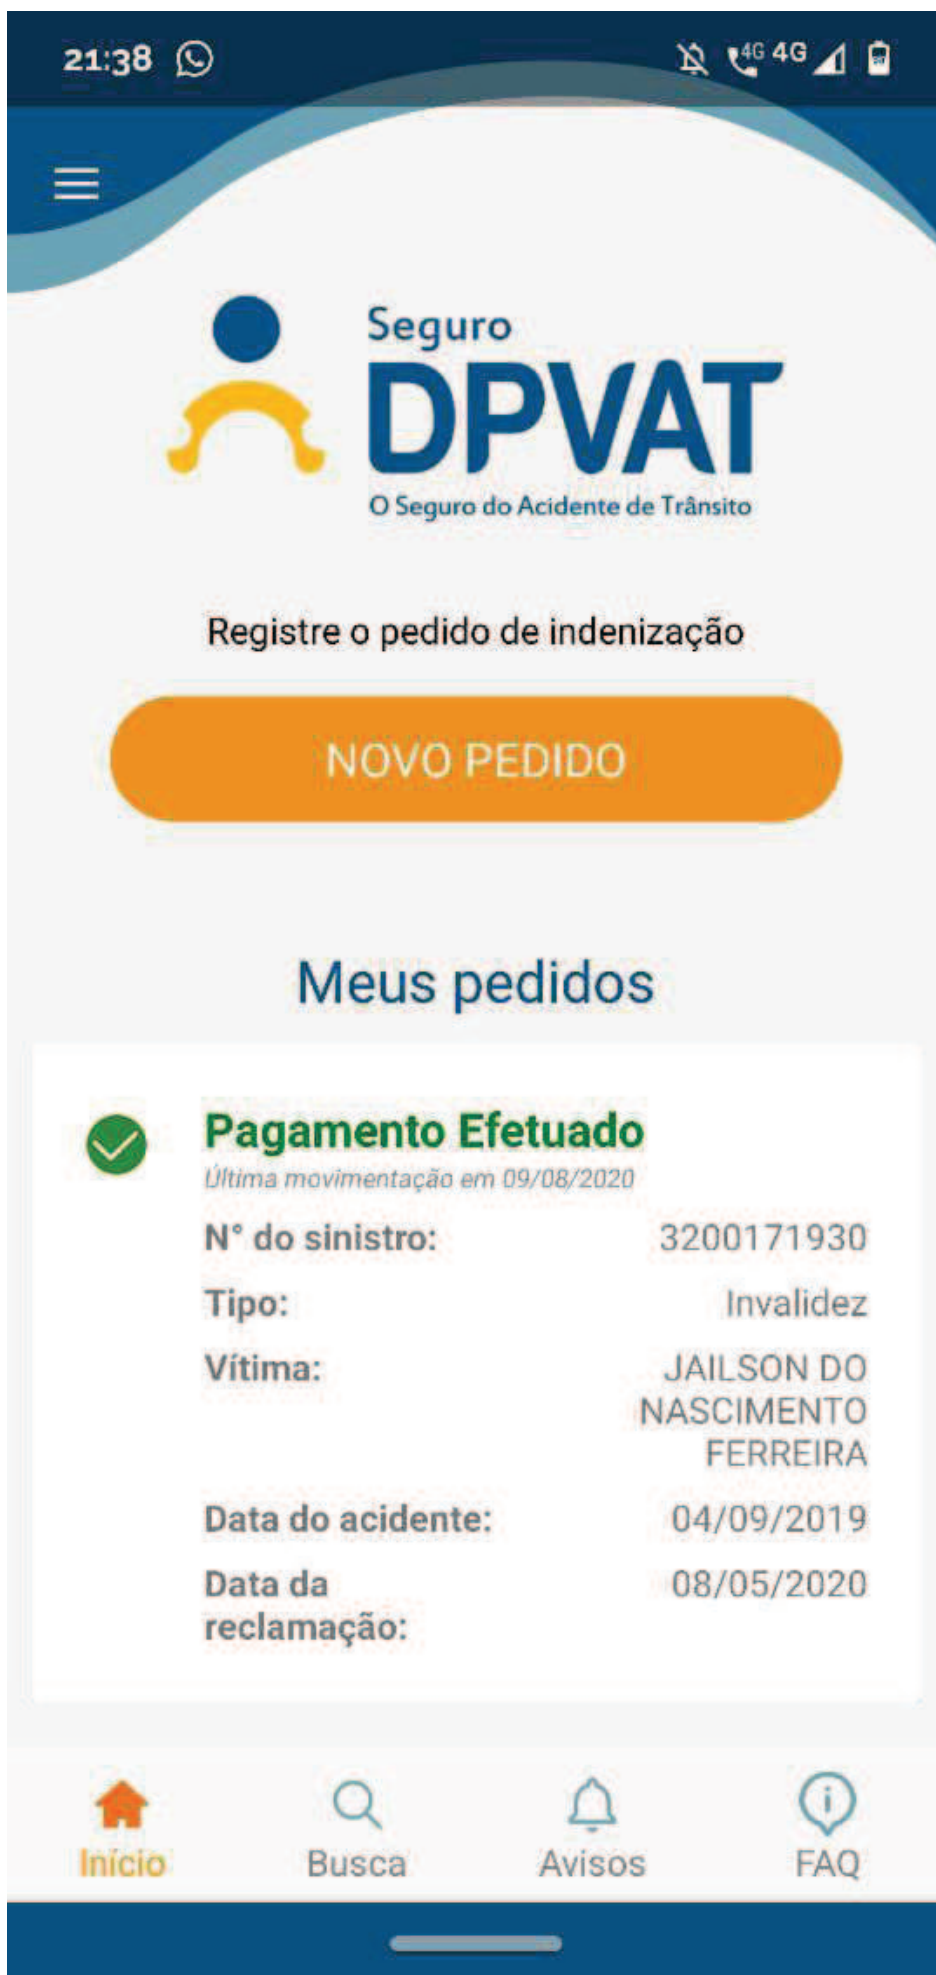 21:38
4G 4G
Seguro
DPVAT
O Seguro do Acidente de Trânsito
Registre o pedido de indenização
NOVO PEDIDO
Meus pedidos
Pagamento Efetuado
Última movimentação em 09/08/2020
N° do sinistro: 3200171930
Tipo: Invalidez
Vítima: JAILSON DO
NASCIMENTO
FERREIRA
Data do acidente: 04/09/2019
Data da 08/05/2020
reclamação:
Início Busca Avisos FAQ